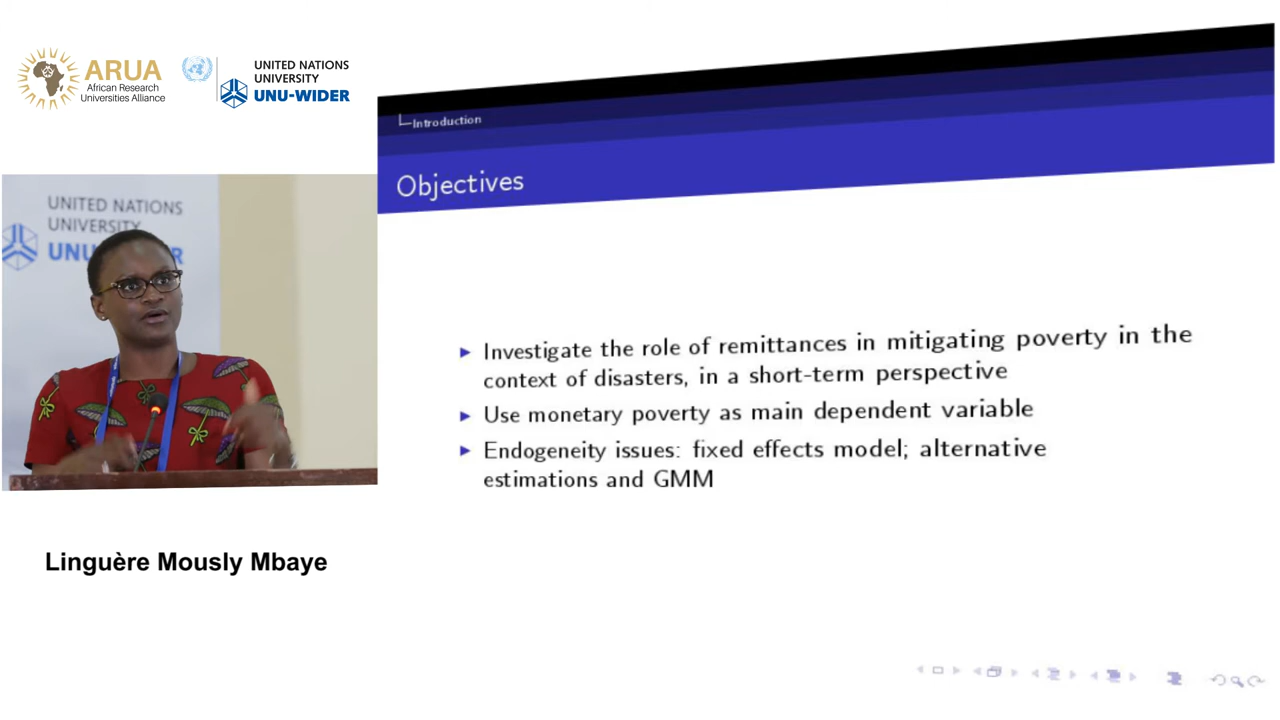 ARUA
African Research
Universities Alliance
UNITED NATIONS
UNIVERSITY
UNU-WIDER
Introduction
Objectives
UNITED NATIONS
UNIVERSITY
UNU R
Investigate the role of remittances in mitigating poverty in the
context of disasters, in a short-term perspective
Use monetary poverty as main dependent variable
Endogeneity issues: fixed effects model; alternative
estimations and GMM
Linguère Mously Mbaye